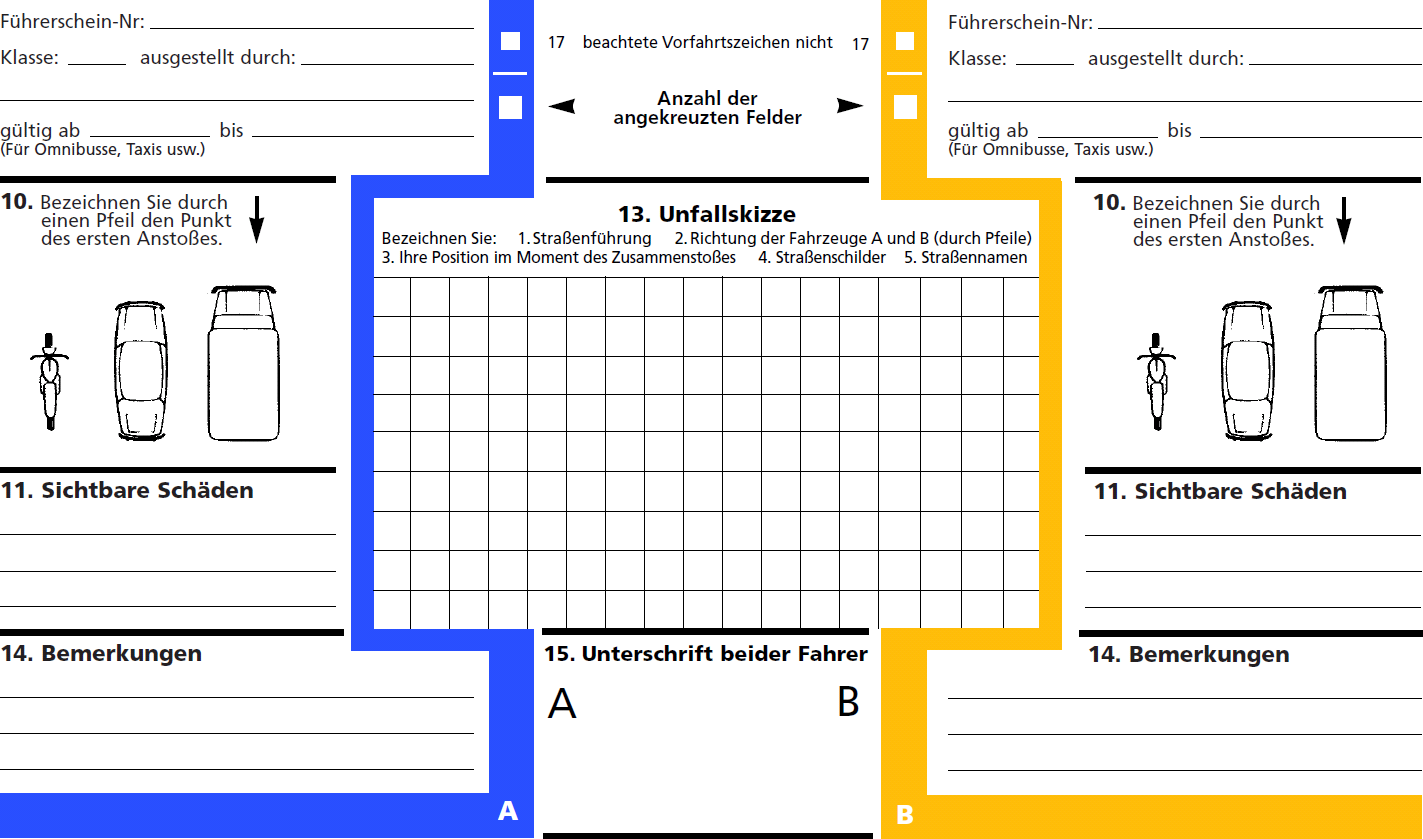 Führerschein-Nr:
Klasse: ausgestellt durch:
gültig ab bis
(Für Omnibusse, Taxis usw.)
10. Bezeichnen Sie durch
einen Pfeil den Punkt
des ersten Anstoßes.
11. Sichtbare Schäden
14. Bemerkungen
A
17 beachtete Vorfahrtszeichen nicht 17
Anzahl der
angekreuzten Felder
13. Unfallskizze
Bezeichnen Sie: 1. Straßenführung 2. Richtung der Fahrzeuge A und B (durch Pfeile)
3. Ihre Position im Moment des Zusammenstoßes 4. Straßenschilder 5. Straßennamen
15. Unterschrift beider Fahrer
A B
Führerschein-Nr:
Klasse: ausgestellt durch:
gültig ab bis
(Für Omnibusse, Taxis usw.)
10. Bezeichnen Sie durch
einen Pfeil den Punkt
des ersten Anstoßes.
11. Sichtbare Schäden
14. Bemerkungen
B